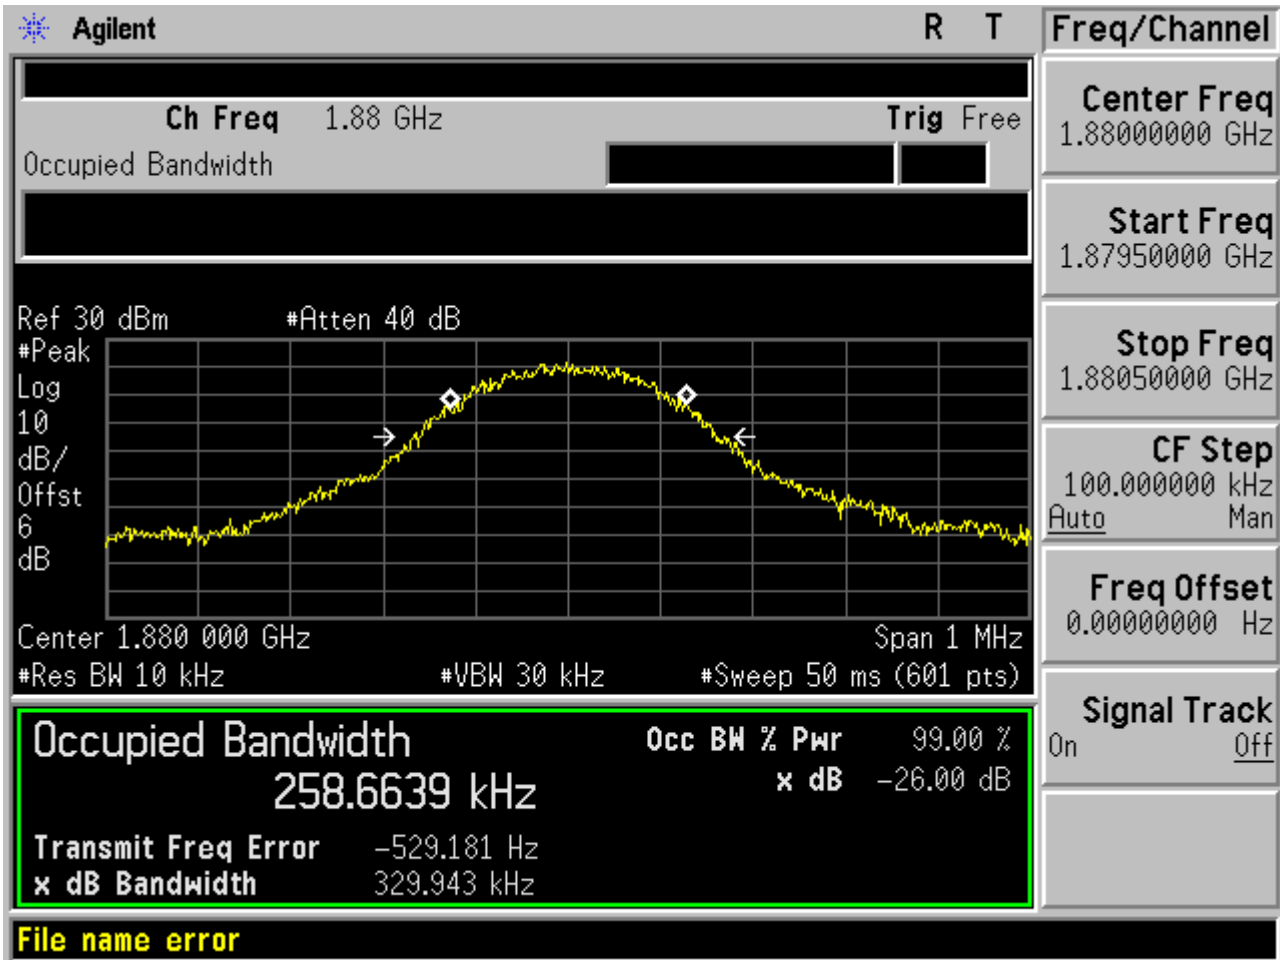 Agilent
R T
Ch Freq 1.88 GHz
Trig Free
Occupied Bandwidth
Ref 30 dBm
#Atten 40 dB
#Peak
Log
10
dB/
Offst
6
dB
Center 1.880 000 GHz
Span 1 MHz
#Res BW 10 kHz
#VBW 30 kHz
#Sweep 50 ms (601 pts)
Occupied Bandwidth
258.6639 kHz
Occ BW % Pwr 99.00 %
x dB -26.00 dB
Transmit Freq Error -529.181 Hz
x dB Bandwidth 329.943 kHz
File name error
Freq/Channel
Center Freq
1.88000000 GHz
Start Freq
1.87950000 GHz
Stop Freq
1.88050000 GHz
CF Step
100.000000 kHz
Auto Man
Freq Offset
0.00000000 Hz
Signal Track
On Off